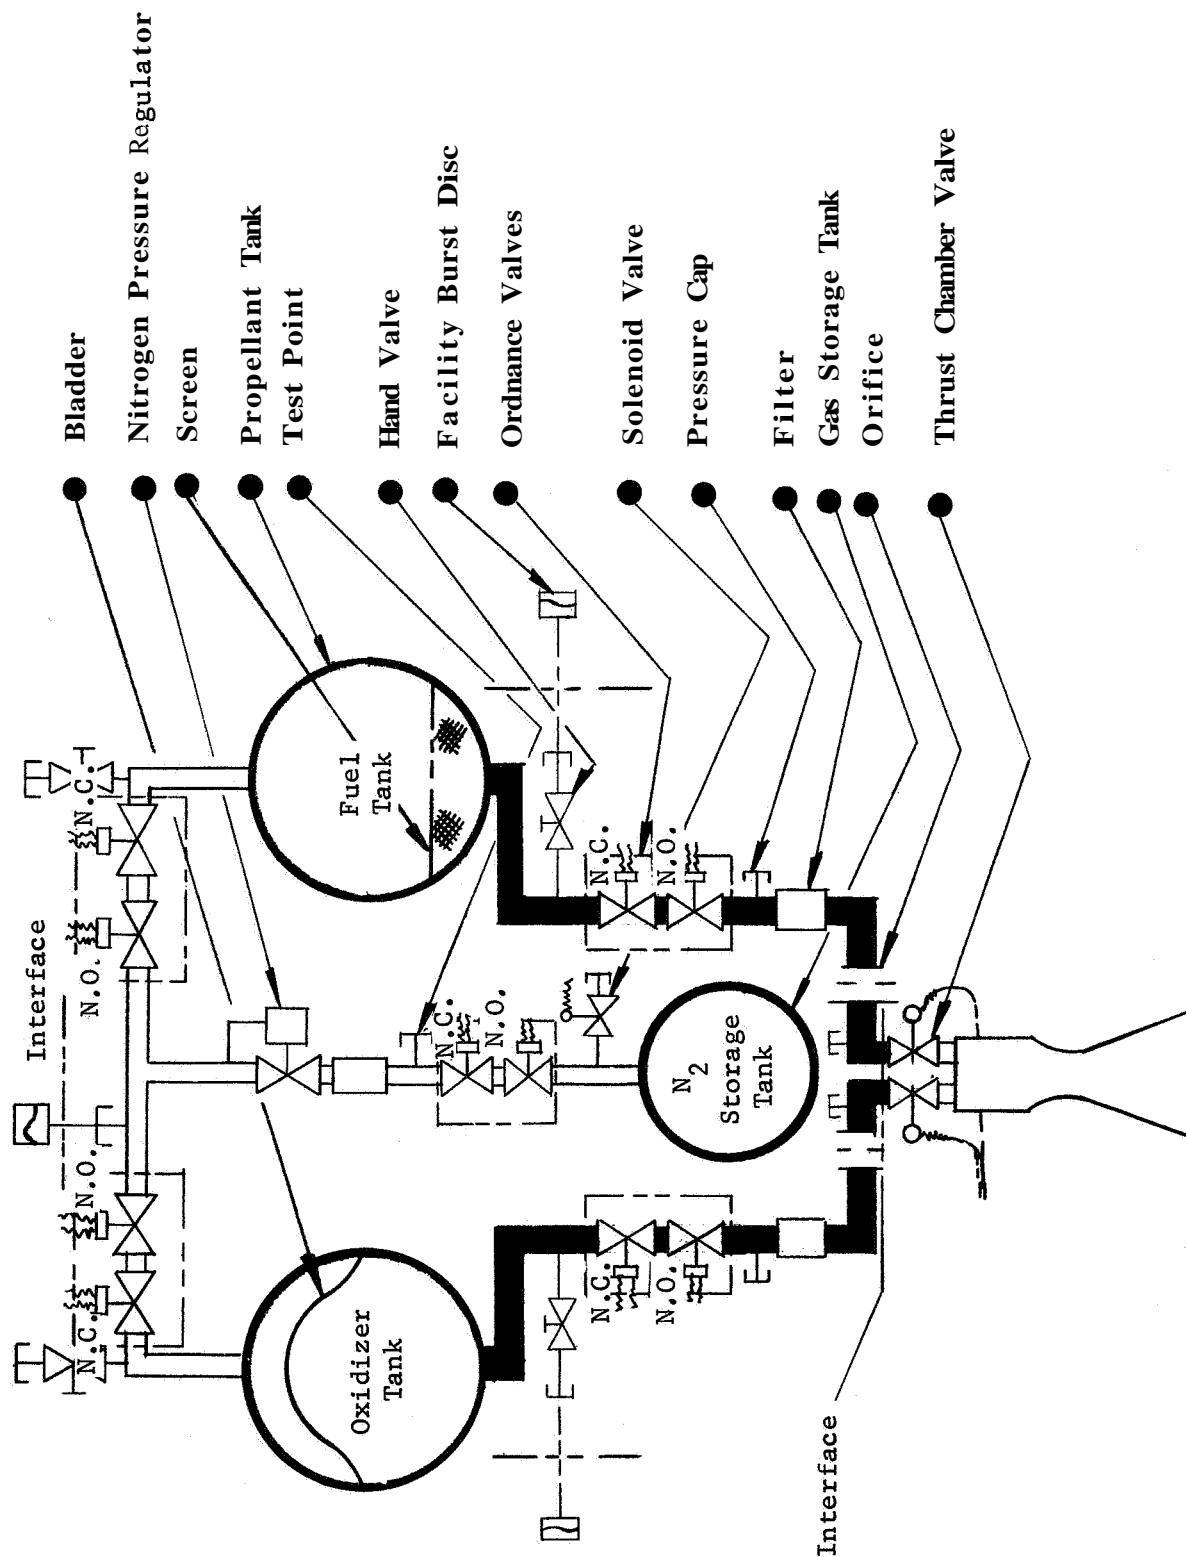 Bladder
Nitrogen Pressure Regulator
Screen
Propellant Tank
Test Point
Hand Valve
Facility Burst Disc
Ordnance Valves
Solenoid Valve
Pressure Cap
Filter
Gas Storage Tank
Orifice
Thrust Chamber Valve
Interface
N.C.
N.O.
N.O.
N.C.
Fuel
Tank
Oxidizer
Tank
N.C.
N.O.
N.C.
N.O.
N.C.
N.O.
N2
Storage
Tank
Interface